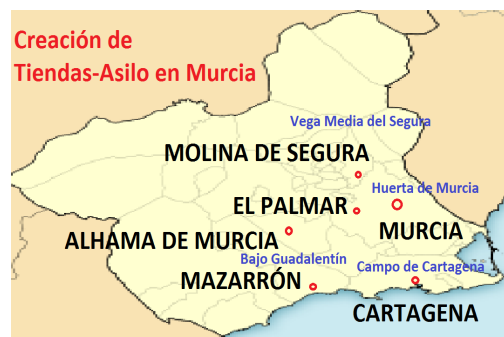 Creación de
Tiendas-Asilo en Murcia
Vega Media del Segura
MOLINA DE SEGURA
Huerta de Murcia
EL PALMAR
MURCIA
ALHAMA DE MURCIA
Bajo Guadalentín
Campo de Cartagena
MAZARRÓN
CARTAGENA